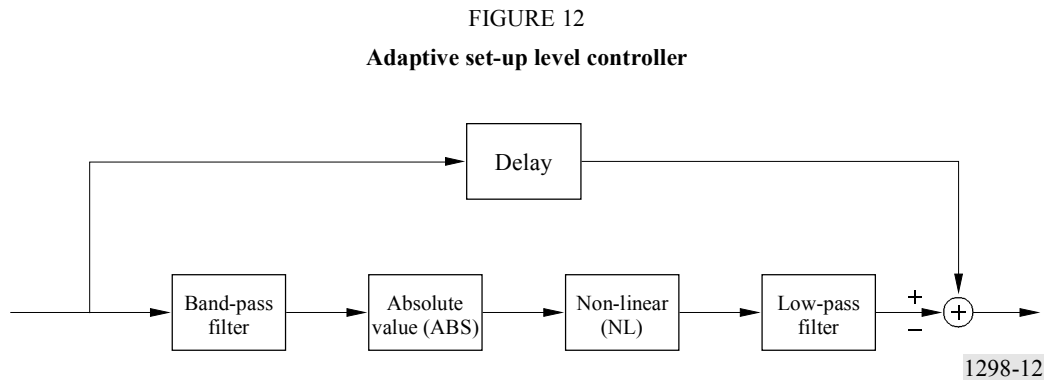 FIGURE 12
Adaptive set-up level controller
Delay
Band-pass
filter
Absolute
value (ABS)
Non-linear
(NL)
Low-pass
filter
+
–
+
1298-12